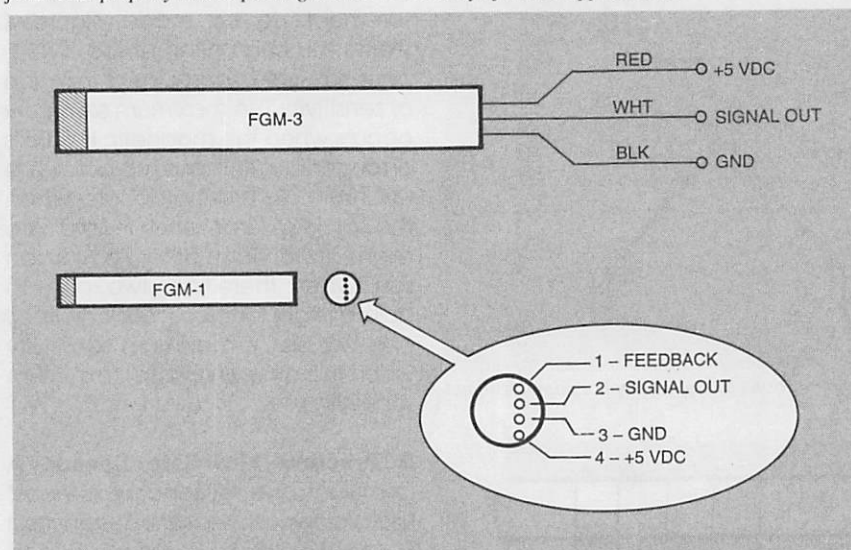 RED
+5 VDC
FGM-3
WHT
SIGNAL OUT
BLK
GND
FGM-1
1 – FEEDBACK
2 – SIGNAL OUT
3 – GND
4 – +5 VDC